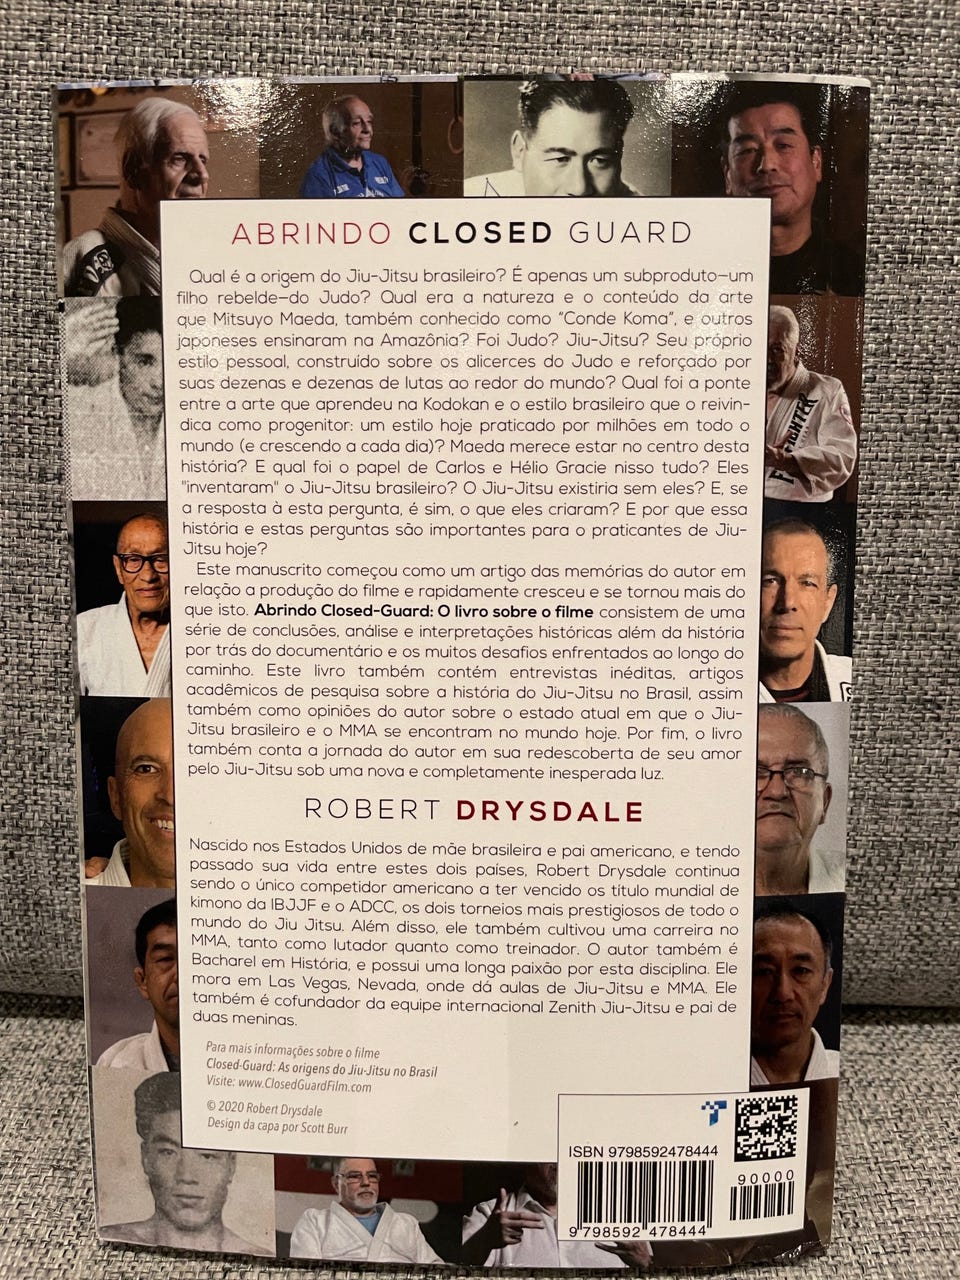 ABRINDO CLOSED GUARD
Qual é a origem do Jiu-Jitsu brasileiro? É apenas um subproduto—um
filho rebelde—do Judo? Qual era a natureza e o conteúdo da arte
que Mitsuyo Maeda, também conhecido como "Conde Koma", e outros
japoneses ensinaram na Amazônia? Foi Judo? Jiu-Jitsu? Seu próprio
estilo pessoal, construído sobre os alicerces do Judo e reforçado por
suas dezenas e dezenas de lutas ao redor do mundo? Qual foi a ponte
entre a arte que aprendeu na Kodokan e o estilo brasileiro que o reivin-
dica como progenitor: um estilo hoje praticado por milhões em todo o
mundo (e crescendo a cada dia)? Maeda merece estar no centro desta
história? E qual foi o papel de Carlos e Hélio Gracie nisso tudo? Eles
"inventaram" o Jiu-Jitsu brasileiro? O Jiu-Jitsu existiria sem eles? E, se
a resposta à esta pergunta, é sim, o que eles criaram? E por que essa
história e estas perguntas são importantes para o praticantes de Jiu-
Jitsu hoje?
Este manuscrito começou como um artigo das memórias do autor em
relação a produção do filme e rapidamente cresceu e se tornou mais do
que isto. Abrindo Closed-Guard: O livro sobre o filme consistem de uma
série de conclusões, análise e interpretações históricas além da história
por trás do documentário e os muitos desafios enfrentados ao longo do
caminho. Este livro também contém entrevistas inéditas, artigos
acadêmicos de pesquisa sobre a história do Jiu-Jitsu no Brasil, assim
também como opiniões do autor sobre o estado atual em que o Jiu-
Jitsu brasileiro e o MMA se encontram no mundo hoje. Por fim, o livro
também conta a jornada do autor em sua redescoberta de seu amor
pelo Jiu-Jitsu sob uma nova e completamente inesperada luz.
ROBERT DRYSDALE
Nascido nos Estados Unidos de mãe brasileira e pai americano, e tendo
passado sua vida entre estes dois países, Robert Drysdale continua
sendo o único competidor americano a ter vencido os título mundial de
kimono da IBJJF e o ADCC, os dois torneios mais prestigiosos de todo o
mundo do Jiu Jitsu. Além disso, ele também cultivou uma carreira no
MMA, tanto como lutador quanto como treinador. O autor também é
Bacharel em História, e possui uma longa paixão por esta disciplina. Ele
mora em Las Vegas, Nevada, onde dá aulas de Jiu-Jitsu e MMA. Ele
também é cofundador da equipe internacional Zenith Jiu-Jitsu e pai de
duas meninas.
Para mais informações sobre o filme
Closed-Guard: As origens do Jiu-Jitsu no Brasil
Visite: www.ClosedGuardFilm.com
© 2020 Robert Drysdale
Design da capa por Scott Burr
ISBN 9798592478444
90000
9 798592 478444